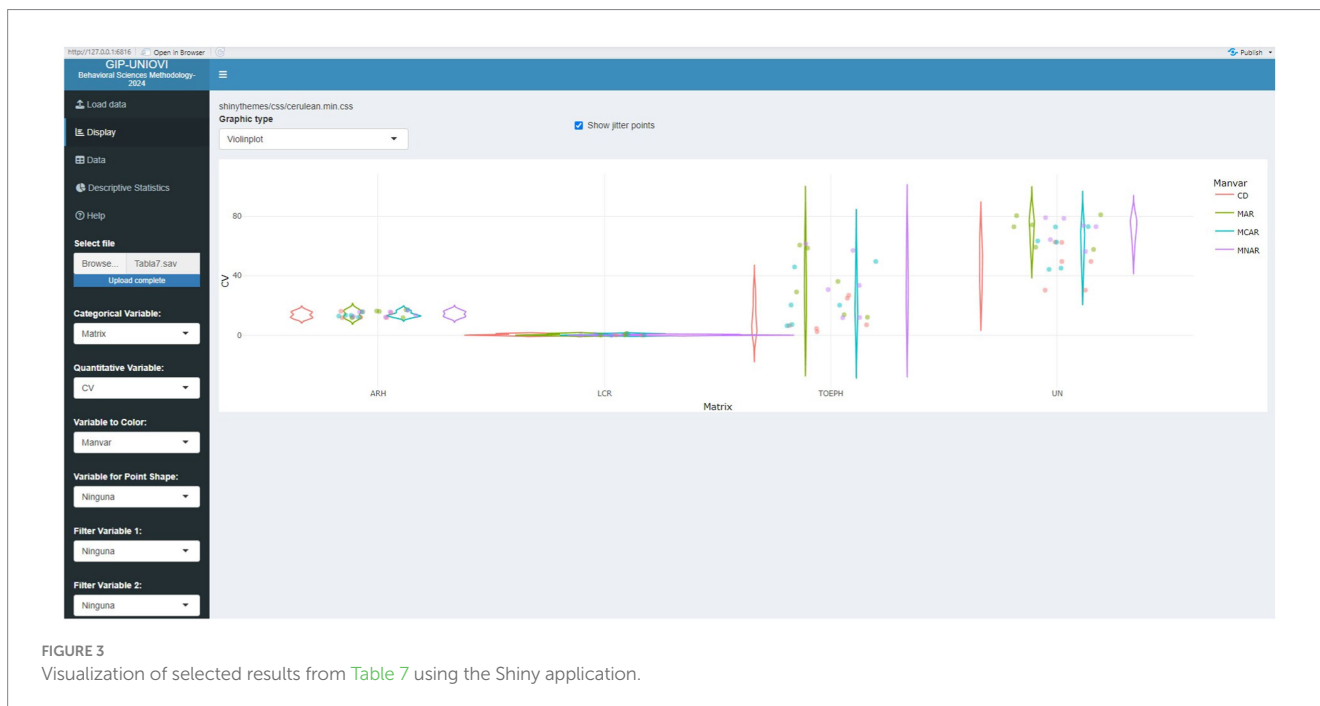 http://127.0.0.1:6816 Open in Browser Publish
GIP-UNIOVI
Behavioral Sciences Methodology-
2024
Load data
Display
Data
Descriptive Statistics
Help
Select file
Browse... Tabla7.sav
Upload complete
Categorical Variable:
Matrix
Quantitative Variable:
CV
Variable to Color:
Manvar
Variable for Point Shape:
Ninguna
Filter Variable 1:
Ninguna
Filter Variable 2:
Ninguna
shinythemes/css/cerulean.min.css
Graphic type
Violinplot
Show jitter points
CV
80
40
0
ARH LCR TOEPH UN
Matrix
Manvar
CD
MAR
MCAR
MNAR
FIGURE 3
Visualization of selected results from Table 7 using the Shiny application.